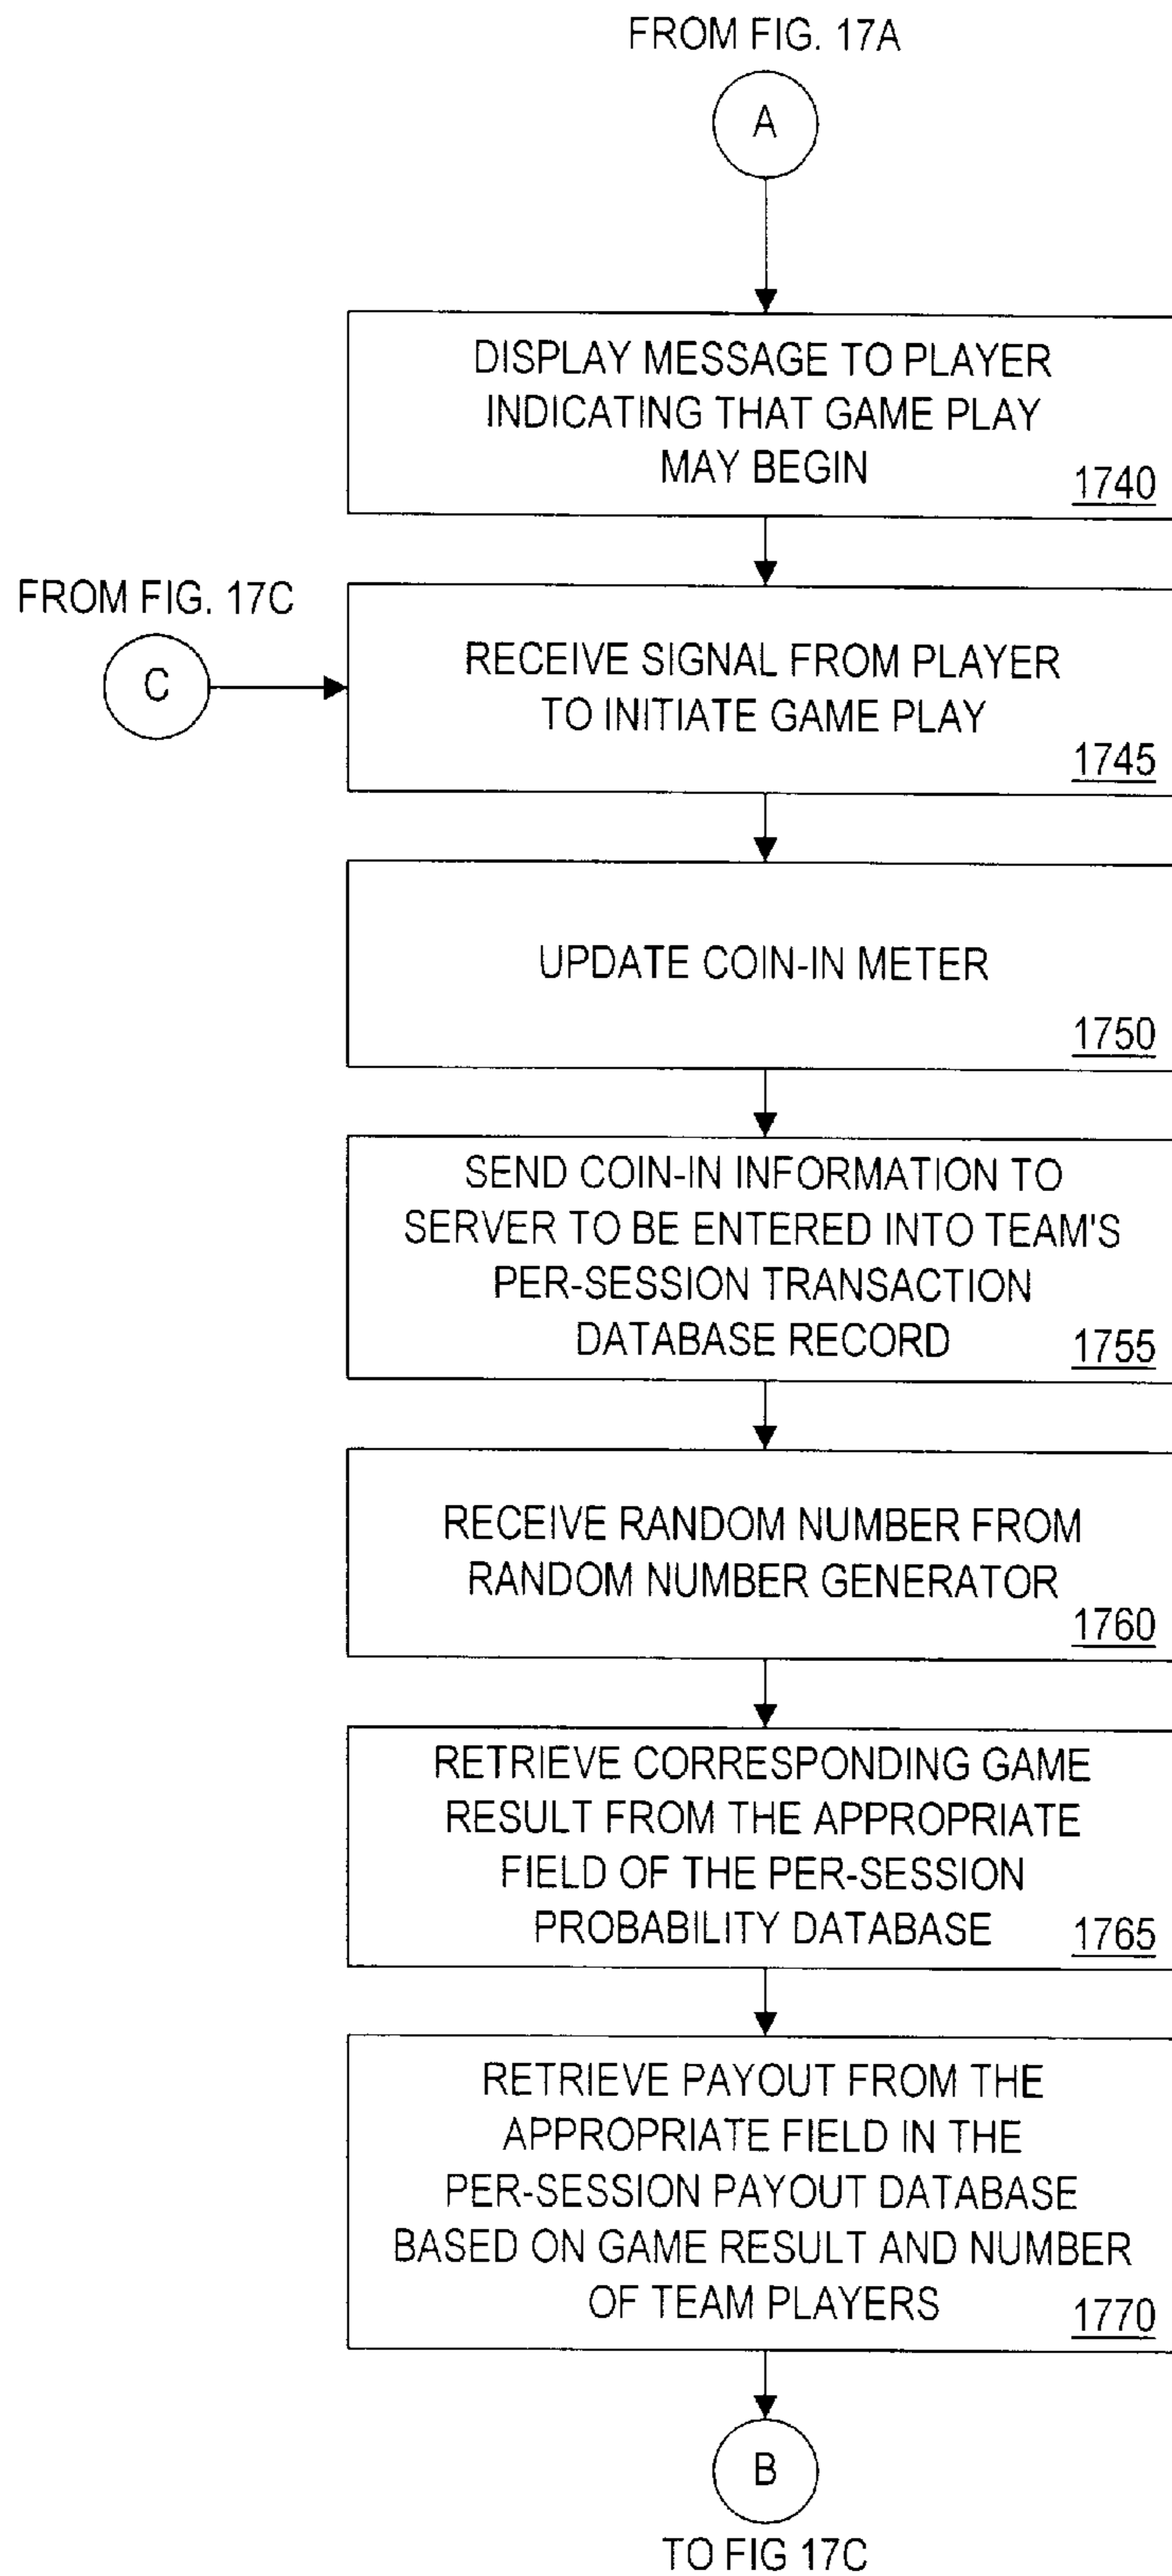 FROM FIG. 17A
A
DISPLAY MESSAGE TO PLAYER
INDICATING THAT GAME PLAY
MAY BEGIN
1740
FROM FIG. 17C
C
RECEIVE SIGNAL FROM PLAYER
TO INITIATE GAME PLAY
1745
UPDATE COIN-IN METER
1750
SEND COIN-IN INFORMATION TO
SERVER TO BE ENTERED INTO TEAM'S
PER-SESSION TRANSACTION
DATABASE RECORD
1755
RECEIVE RANDOM NUMBER FROM
RANDOM NUMBER GENERATOR
1760
RETRIEVE CORRESPONDING GAME
RESULT FROM THE APPROPRIATE
FIELD OF THE PER-SESSION
PROBABILITY DATABASE
1765
RETRIEVE PAYOUT FROM THE
APPROPRIATE FIELD IN THE
PER-SESSION PAYOUT DATABASE
BASED ON GAME RESULT AND NUMBER
OF TEAM PLAYERS
1770
B
TO FIG 17C